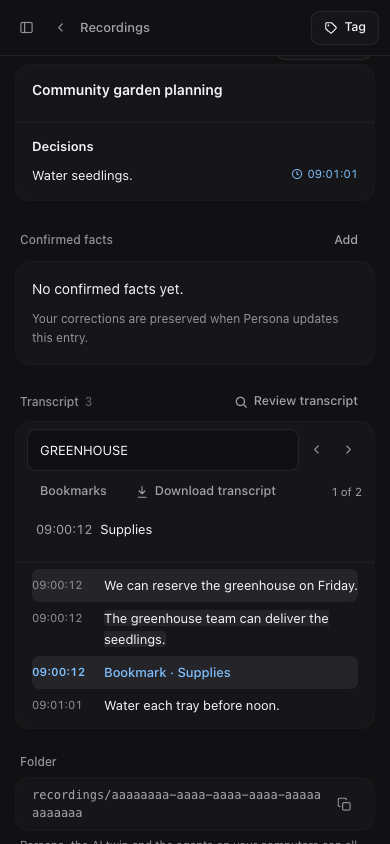 Recordings
Tag
Community garden planning
Decisions
Water seedlings.
09:01:01
Confirmed facts
Add
No confirmed facts yet.
Your corrections are preserved when Persona updates
this entry.
Transcript 3
Review transcript
GREENHOUSE
Bookmarks
Download transcript
1 of 2
09:00:12 Supplies
09:00:12 We can reserve the greenhouse on Friday.
09:00:12 The greenhouse team can deliver the
seedlings.
09:00:12 Bookmark · Supplies
09:01:01 Water each tray before noon.
Folder
recordings/aaaaaaaa-aaaa-aaaa-aaaa-aaaaa
aaaaaaa